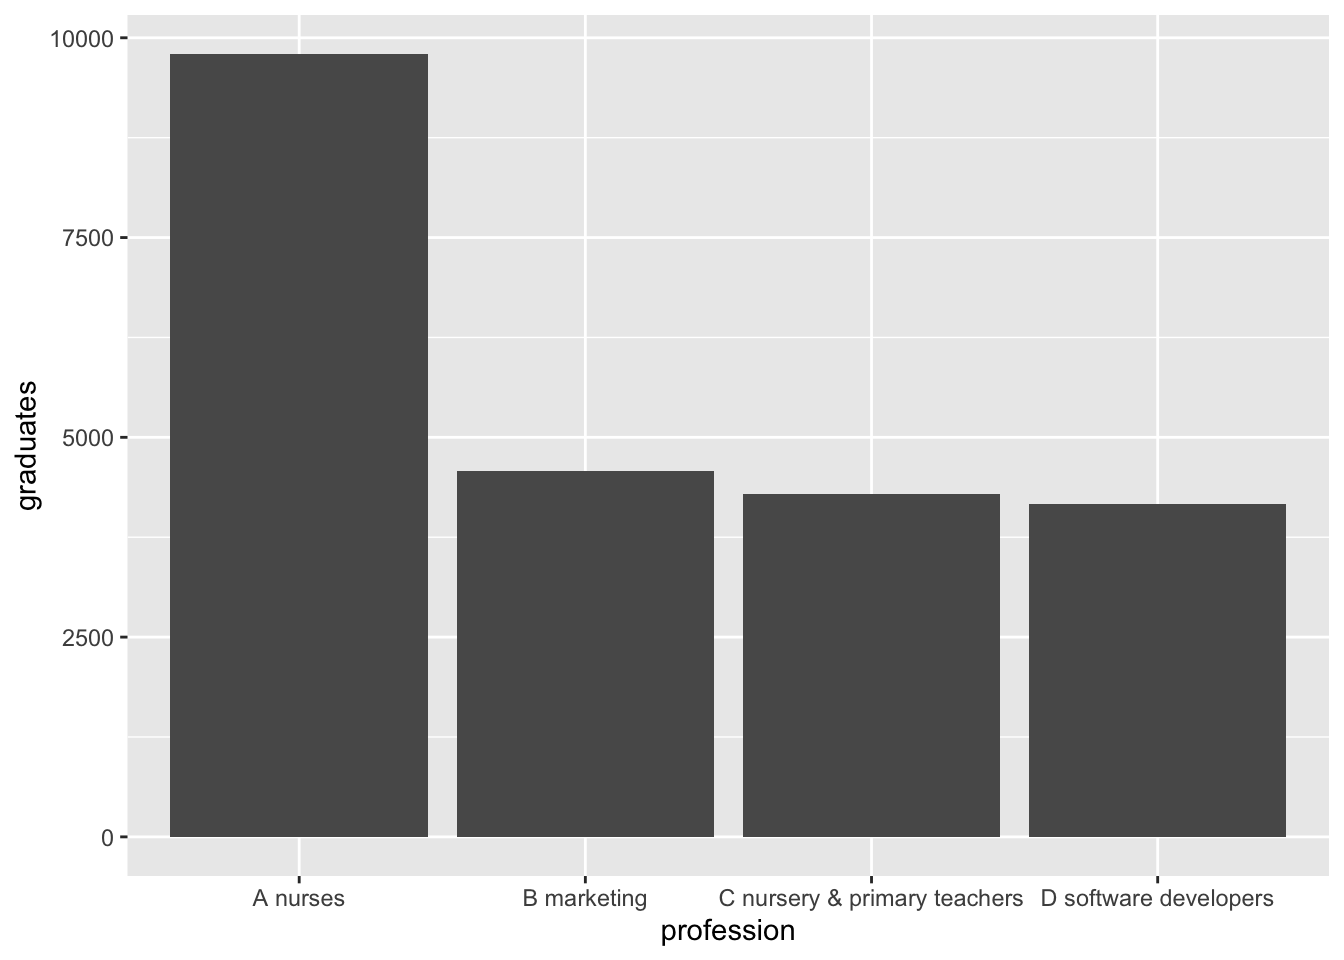 10000
7500
5000
2500
0
graduates
A nurses
B marketing
C nursery & primary teachers
D software developers
profession